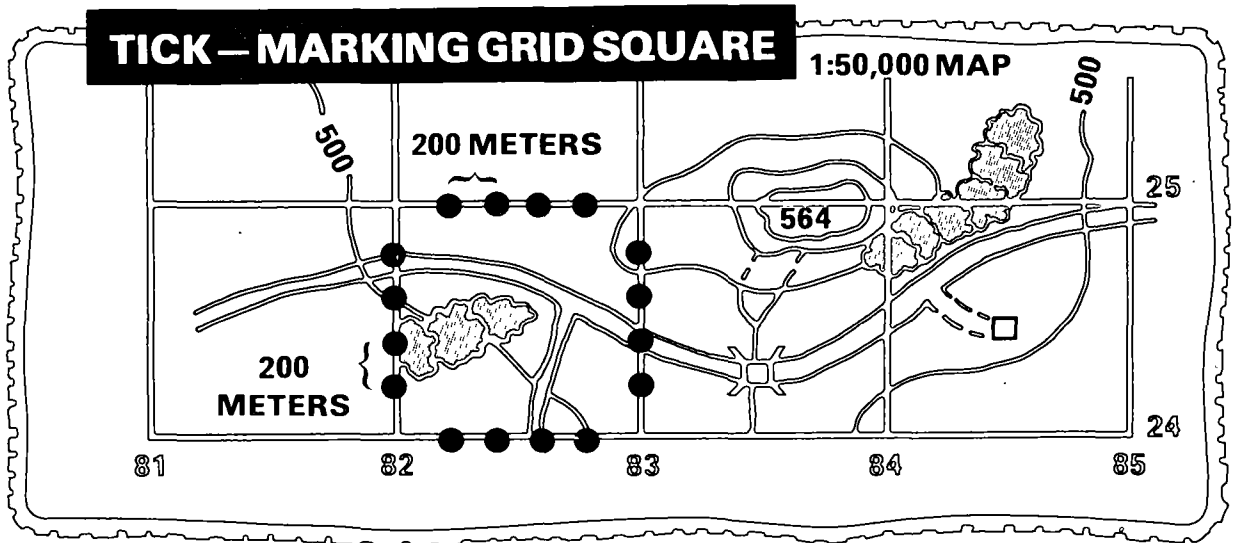 TICK — MARKING GRID SQUARE
1:50,000 MAP
500
500
200 METERS
25
564
200
METERS
24
81
82
83
84
85